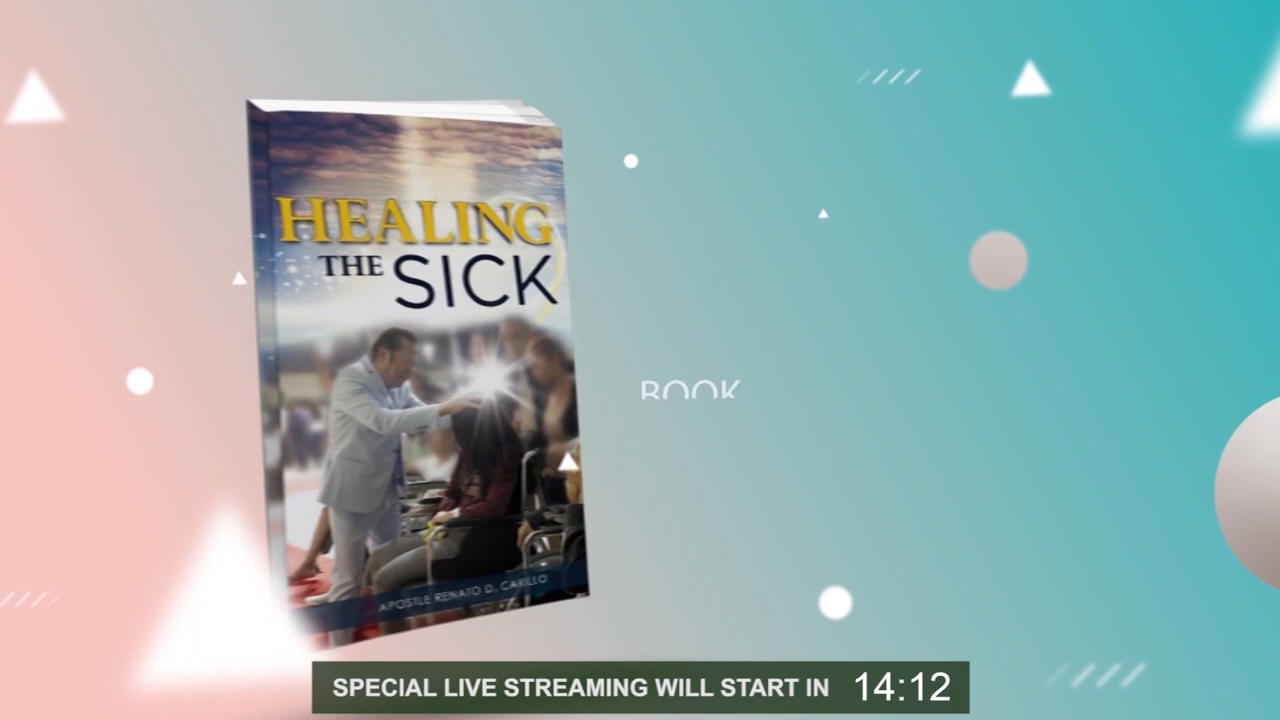 HEALING
THE SICK
APOSTLE RENATO D. CARILLO
BOOK
SPECIAL LIVE STREAMING WILL START IN 14:12